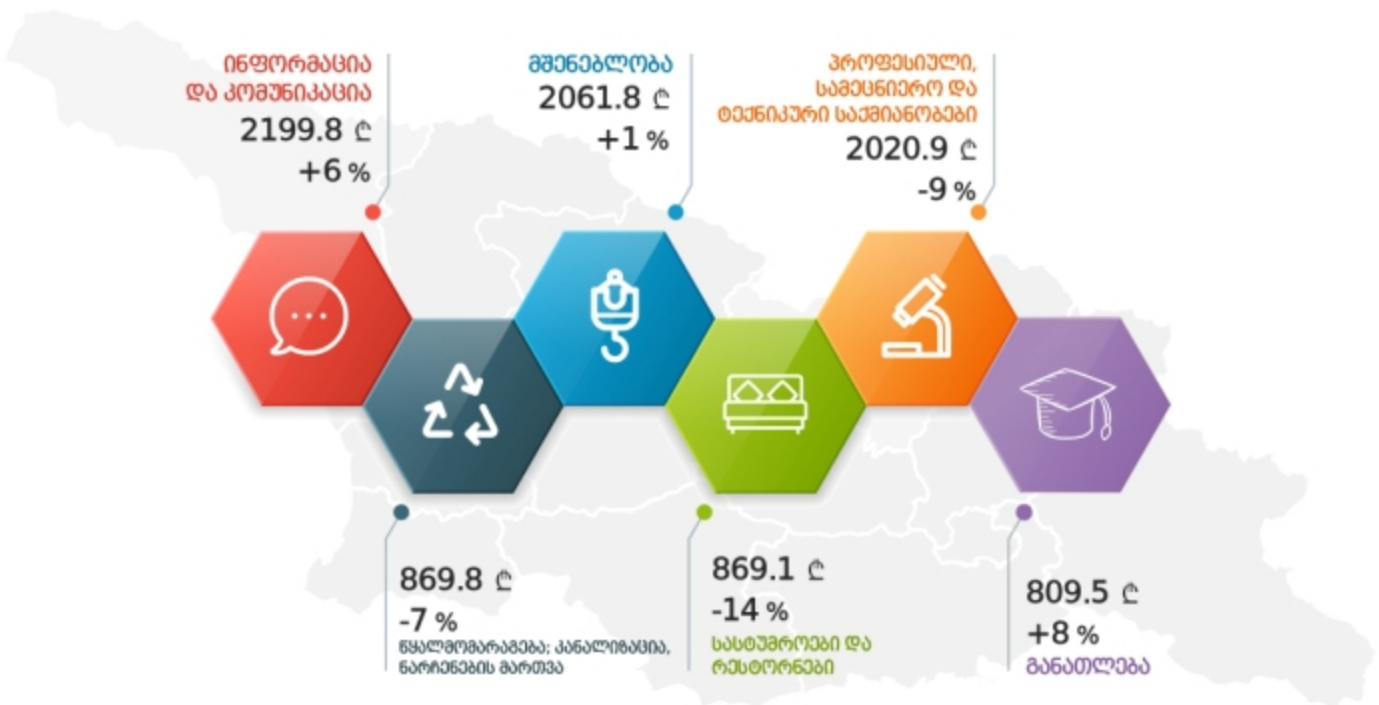 ინფორმაცია
და კომუნიკაცია
2199.8 ₾
+6 %
მშენებლობა
2061.8 ₾
+1 %
პროფესიული,
სამეცნიერო და
ტექნიკური საქმიანობები
2020.9 ₾
-9 %
869.8 ₾
-7 %
წყალმომარაგება; კანალიზაცია,
ნარჩენების მართვა
869.1 ₾
-14 %
სასტუმროები და
რესტორნები
809.5 ₾
+8 %
განათლება